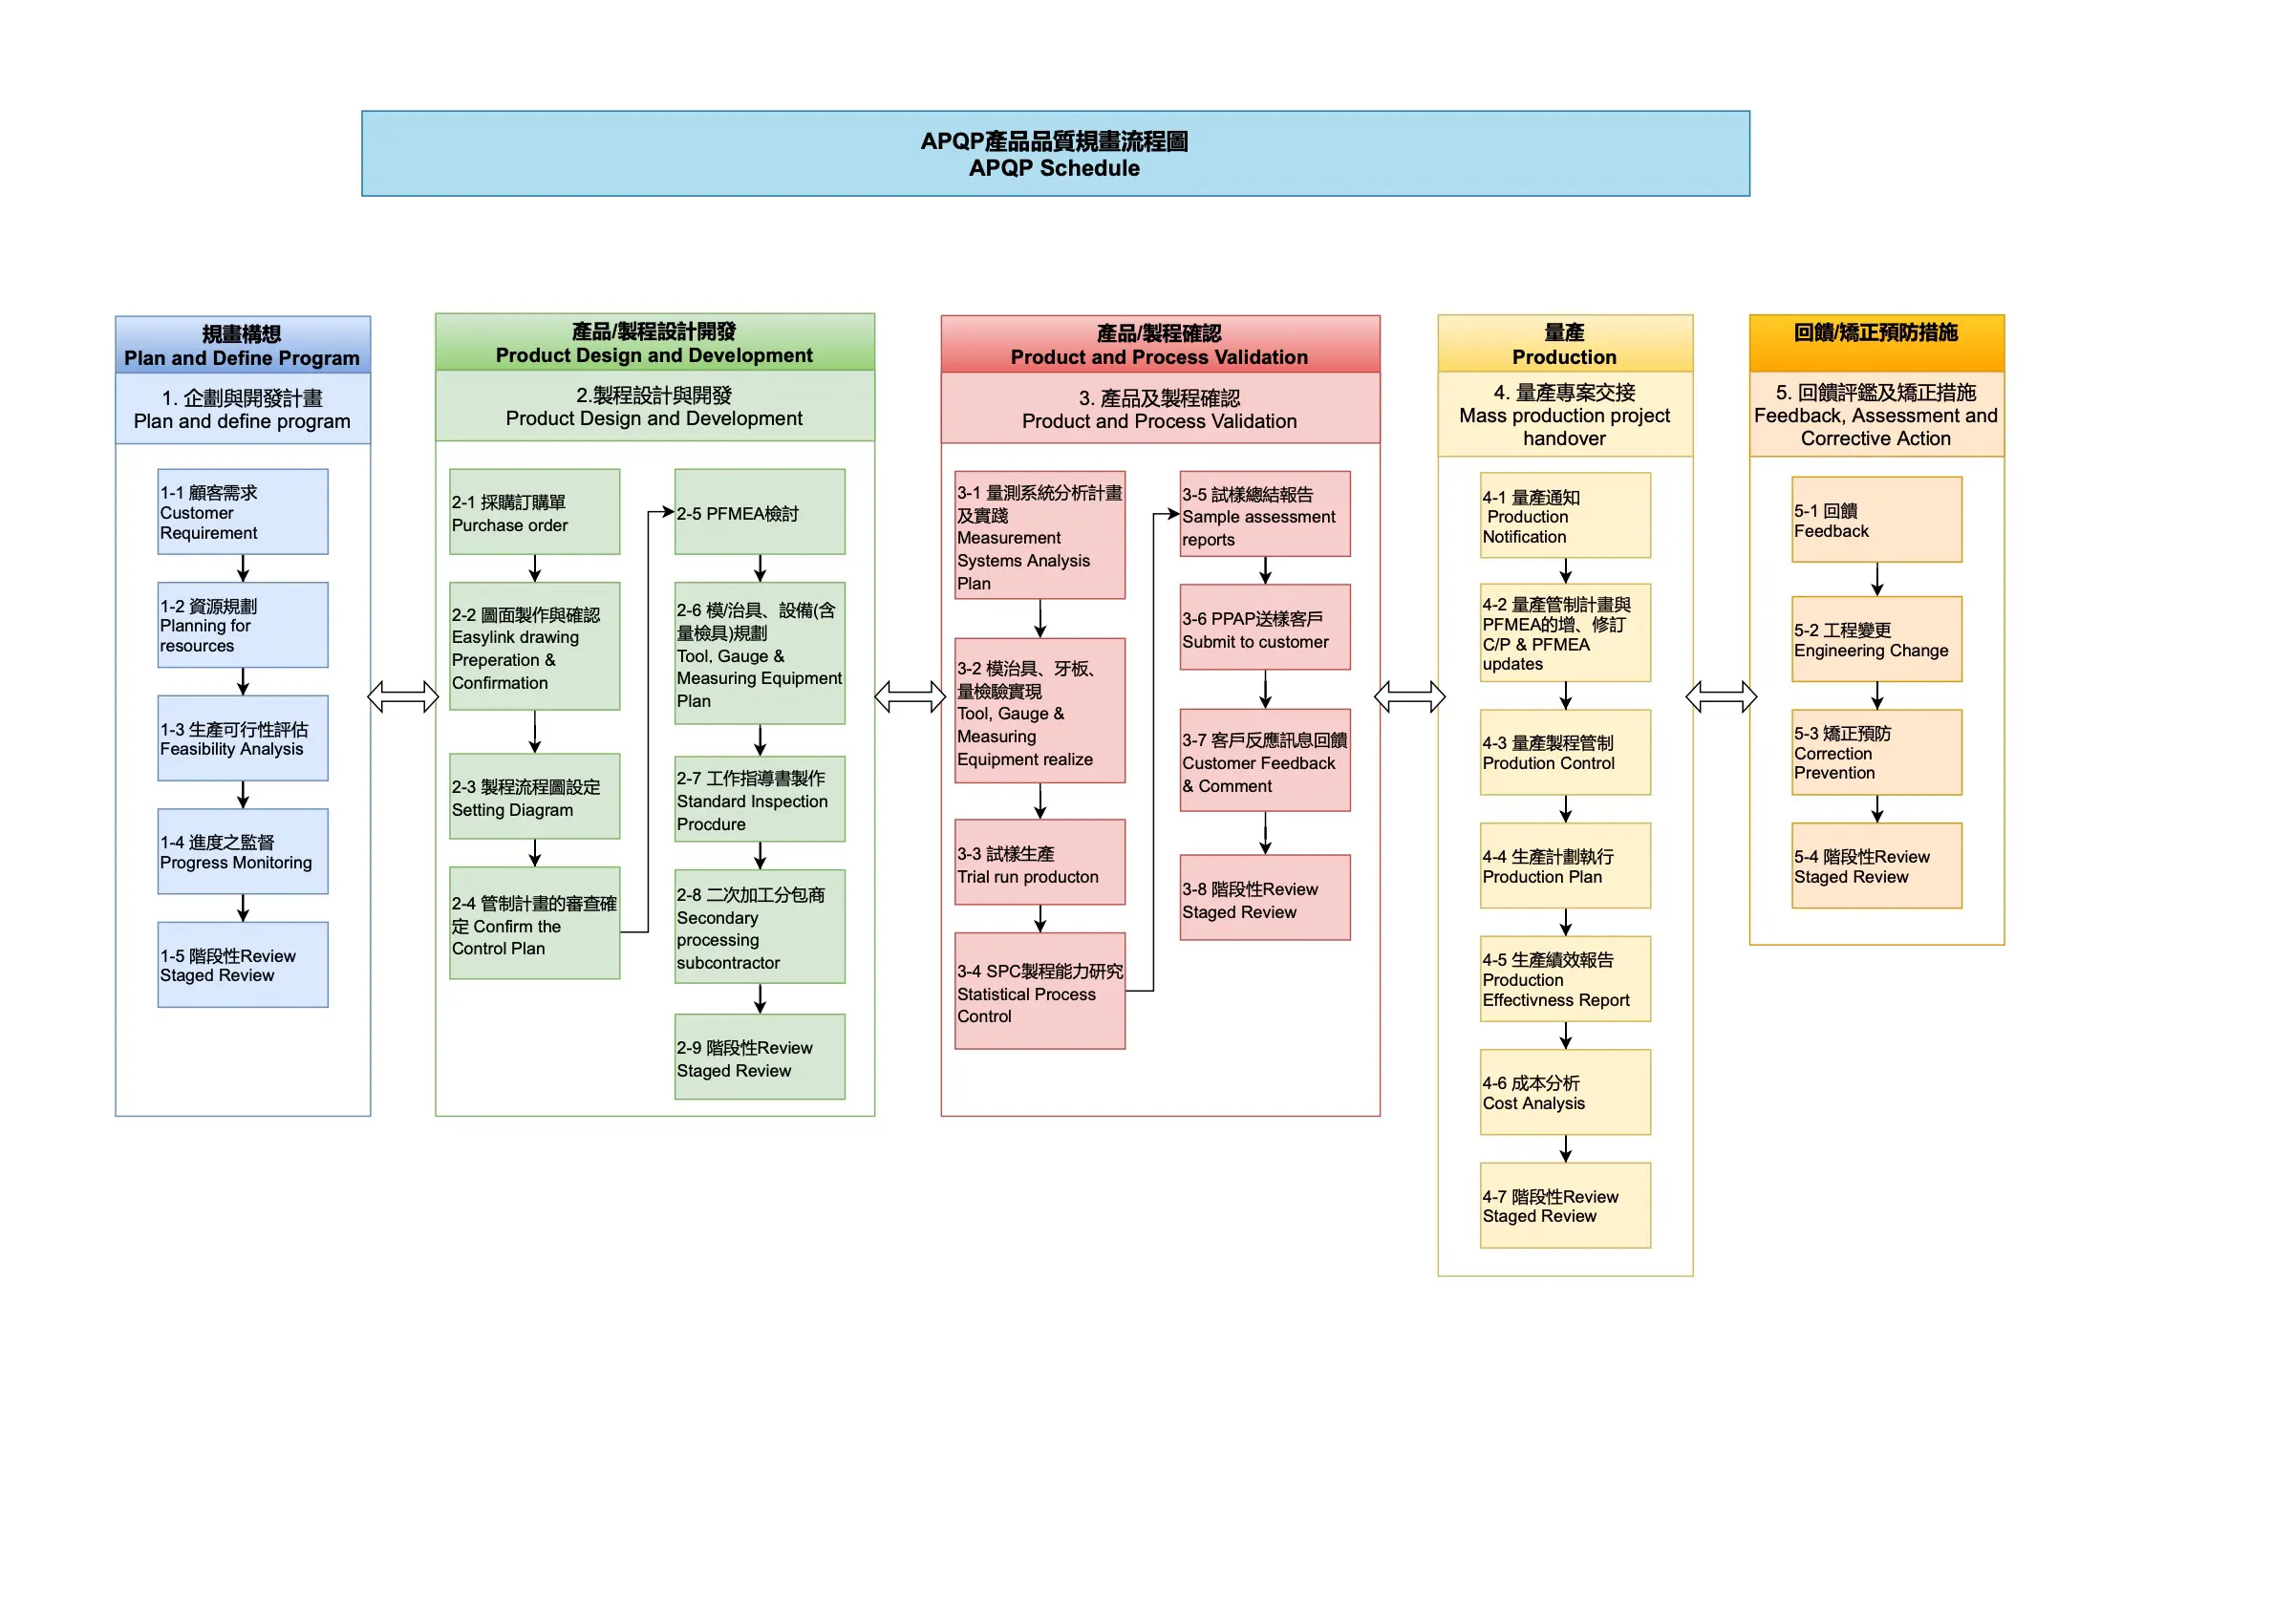 APQP產品品質規畫流程圖
APQP Schedule
規畫構想
Plan and Define Program
1. 企劃與開發計畫
Plan and define program
1-1 顧客需求
Customer
Requirement
1-2 資源規劃
Planning for
resources
1-3 生產可行性評估
Feasibility Analysis
1-4 進度之監督
Progress Monitoring
1-5 階段性Review
Staged Review
產品/製程設計開發
Product Design and Development
2.製程設計與開發
Product Design and Development
2-1 採購訂購單
Purchase order
2-2 圖面製作與確認
Easylink drawing
Preperation &
Confirmation
2-3 製程流程圖設定
Setting Diagram
2-4 管制計畫的審查確
定 Confirm the
Control Plan
2-5 PFMEA檢討
2-6 模/治具、設備(含
量檢具)規劃
Tool, Gauge &
Measuring Equipment
Plan
2-7 工作指導書製作
Standard Inspection
Procdure
2-8 二次加工分包商
Secondary
processing
subcontractor
2-9 階段性Review
Staged Review
產品/製程確認
Product and Process Validation
3. 產品及製程確認
Product and Process Validation
3-1 量測系統分析計畫
及實踐
Measurement
Systems Analysis
Plan
3-2 模治具、牙板、
量檢驗實現
Tool, Gauge &
Measuring
Equipment realize
3-3 試樣生產
Trial run producton
3-4 SPC製程能力研究
Statistical Process
Control
3-5 試樣總結報告
Sample assessment
reports
3-6 PPAP送樣客戶
Submit to customer
3-7 客戶反應訊息回饋
Customer Feedback
& Comment
3-8 階段性Review
Staged Review
量產
Production
4. 量產專案交接
Mass production project
handover
4-1 量產通知
Production
Notification
4-2 量產管制計畫與
PFMEA的增、修訂
C/P & PFMEA
updates
4-3 量產製程管制
Prodution Control
4-4 生產計劃執行
Production Plan
4-5 生產績效報告
Production
Effectivness Report
4-6 成本分析
Cost Analysis
4-7 階段性Review
Staged Review
回饋/矯正預防措施
5. 回饋評鑑及矯正措施
Feedback, Assessment and
Corrective Action
5-1 回饋
Feedback
5-2 工程變更
Engineering Change
5-3 矯正預防
Correction
Prevention
5-4 階段性Review
Staged Review